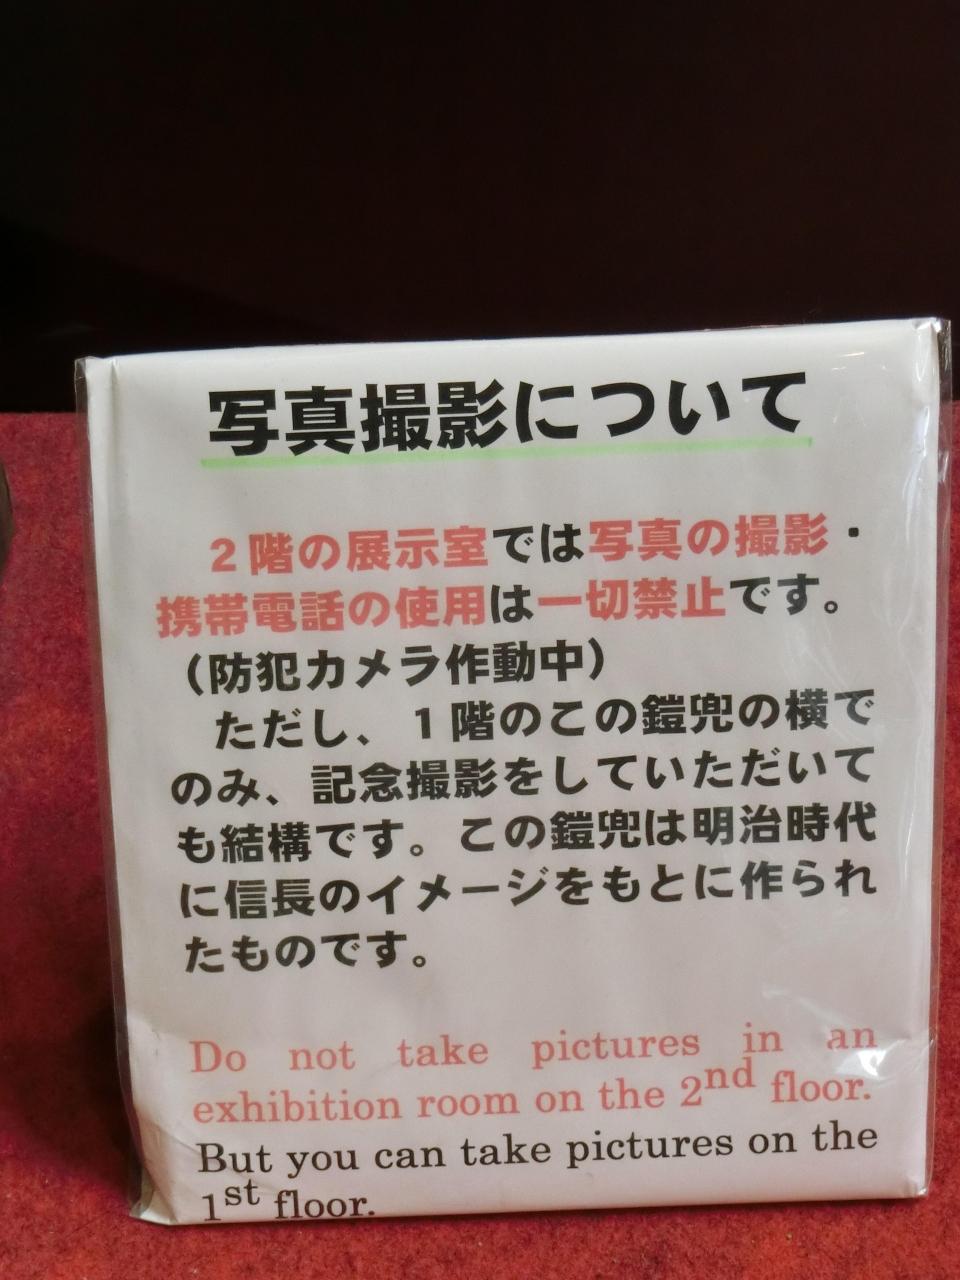 写真撮影について
２階の展示室では写真の撮影・
携帯電話の使用は一切禁止です。
（防犯カメラ作動中）
ただし、１階のこの鎧兜の横で
のみ、記念撮影をしていただいて
も結構です。この鎧兜は明治時代
に信長のイメージをもとに作られ
たものです。
Do not take pictures in an
exhibition room on the 2nd floor.
But you can take pictures on the
1st floor.